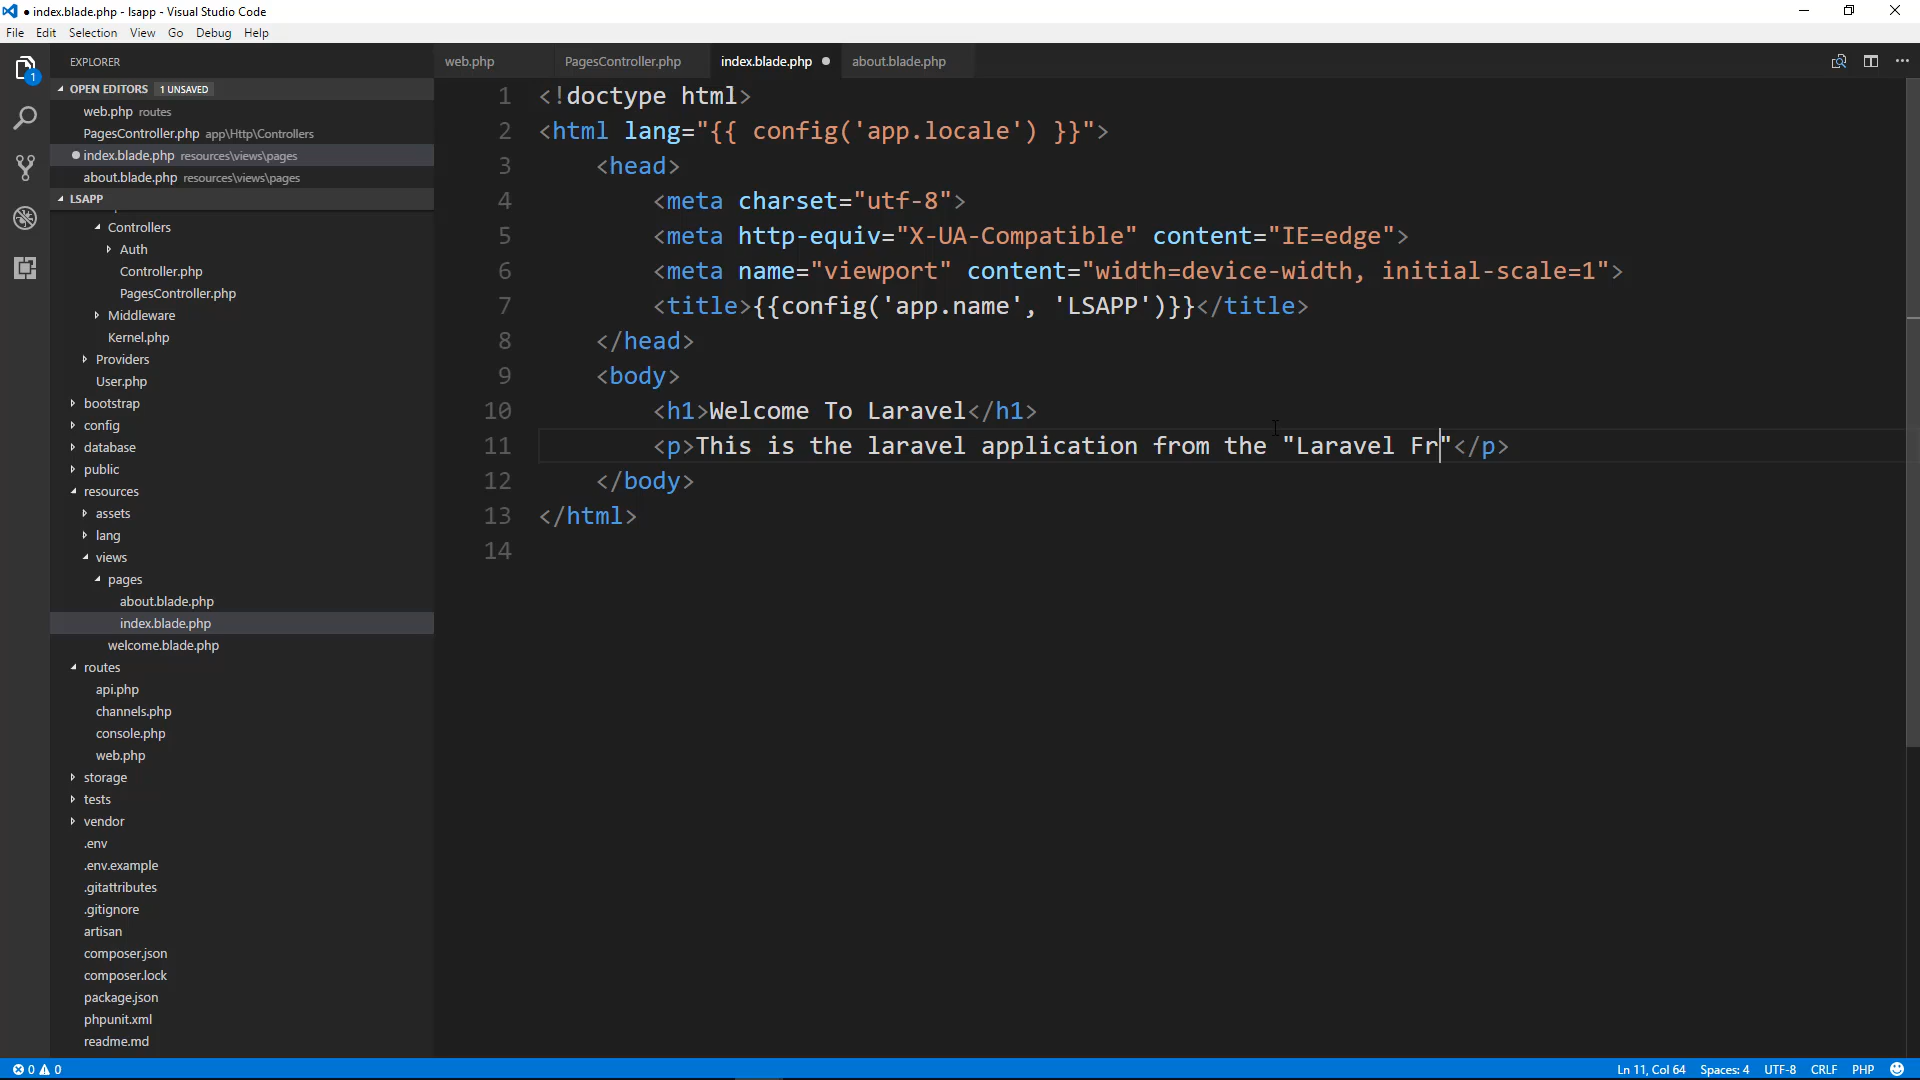 index.blade.php - lsapp - Visual Studio Code
File Edit Selection View Go Debug Help
EXPLORER
1
OPEN EDITORS 1 UNSAVED
web.php routes
PagesController.php app\Http\Controllers
index.blade.php resources\views\pages
about.blade.php resources\views\pages
LSAPP
Controllers
Auth
Controller.php
PagesController.php
Middleware
Kernel.php
Providers
User.php
bootstrap
config
database
public
resources
assets
lang
views
pages
about.blade.php
index.blade.php
welcome.blade.php
routes
api.php
channels.php
console.php
web.php
storage
tests
vendor
.env
.env.example
.gitattributes
.gitignore
artisan
composer.json
composer.lock
package.json
phpunit.xml
readme.md
web.php PagesController.php index.blade.php about.blade.php
1 <!doctype html>
2 <html lang="{{ config('app.locale') }}">
3 <head>
4 <meta charset="utf-8">
5 <meta http-equiv="X-UA-Compatible" content="IE=edge">
6 <meta name="viewport" content="width=device-width, initial-scale=1">
7 <title>{{config('app.name', 'LSAPP')}}</title>
8 </head>
9 <body>
10 <h1>Welcome To Laravel</h1>
11 <p>This is the laravel application from the "Laravel Fr"</p>
12 </body>
13 </html>
14
0 0 Ln 11, Col 64 Spaces: 4 UTF-8 CRLF PHP